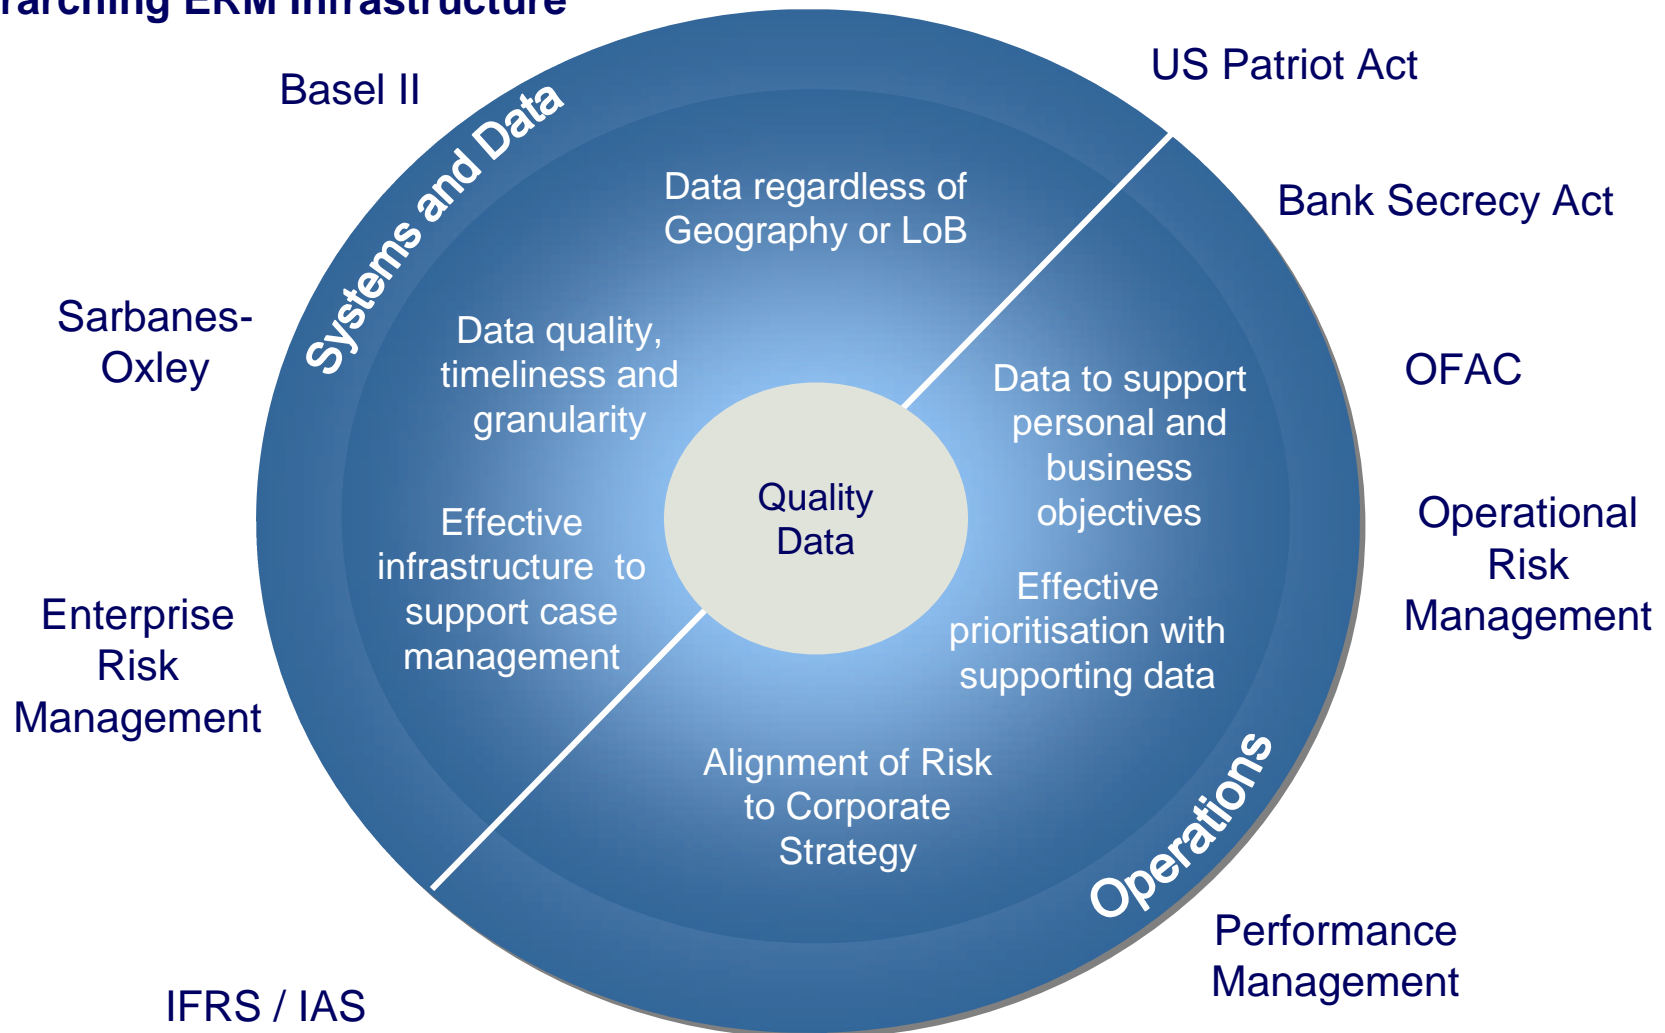 ERM Infrastructure
Basel II
US Patriot Act
Systems and Data
Data regardless of
Geography or LoB
Bank Secrecy Act
Sarbanes-
Oxley
Data quality,
timeliness and
granularity
Data to support
personal and
business
objectives
OFAC
Quality
Data
Effective
infrastructure to
support case
management
Effective
prioritisation with
supporting data
Operational
Risk
Management
Enterprise
Risk
Management
Alignment of Risk
to Corporate
Strategy
Operations
Performance
Management
IFRS / IAS